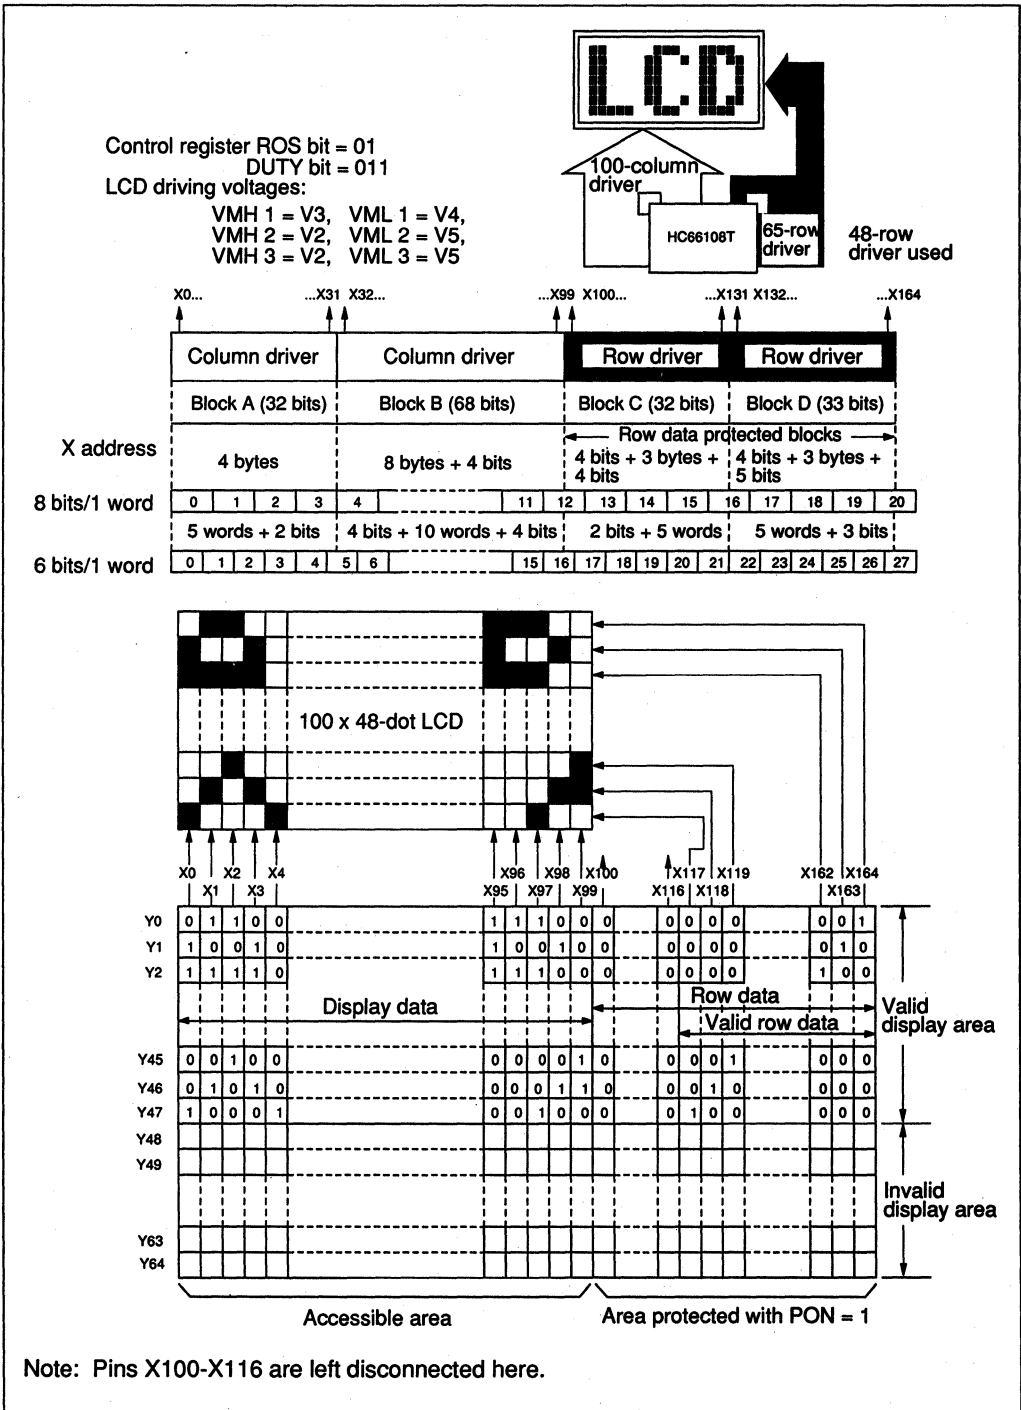 LCD
Control register ROS bit = 01
DUTY bit = 011
LCD driving voltages:
VMH 1 = V3, VML 1 = V4,
VMH 2 = V2, VML 2 = V5,
VMH 3 = V2, VML 3 = V5
100-column
driver
HC66108T
65-row
driver
48-row
driver used
X0... ...X31 X32... ...X99 X100... ...X131 X132... ...X164
Column driver Column driver Row driver Row driver
Block A (32 bits) Block B (68 bits) Block C (32 bits) Block D (33 bits)
Row data protected blocks
X address
4 bytes 8 bytes + 4 bits 4 bits + 3 bytes + 4 bits 4 bits + 3 bytes + 5 bits
8 bits/1 word 0 1 2 3 4 11 12 13 14 15 16 17 18 19 20
5 words + 2 bits 4 bits + 10 words + 4 bits 2 bits + 5 words 5 words + 3 bits
6 bits/1 word 0 1 2 3 4 5 6 15 16 17 18 19 20 21 22 23 24 25 26 27
100 x 48-dot LCD
X0 X2 X4 X96 X98 X100 X117 X119 X162 X164
X1 X3 X95 X97 X99 X116 X118 X163
Y0 0 1 1 0 0 1 1 1 0 0 0 0 0 0 0 0 0 1
Y1 1 0 0 1 0 1 0 0 1 0 0 0 0 0 0 0 1 0
Y2 1 1 1 1 0 1 1 1 0 0 0 0 0 0 0 1 0 0
Display data
Row data
Valid row data
Valid
display area
Y45 0 0 1 0 0 0 0 0 0 1 0 0 0 0 1 0 0 0
Y46 0 1 0 1 0 0 0 0 1 1 0 0 0 1 0 0 0 0
Y47 1 0 0 0 1 0 0 1 0 0 0 0 1 0 0 0 0 0
Y48
Y49
Invalid
display area
Y63
Y64
Accessible area
Area protected with PON = 1
Note: Pins X100-X116 are left disconnected here.